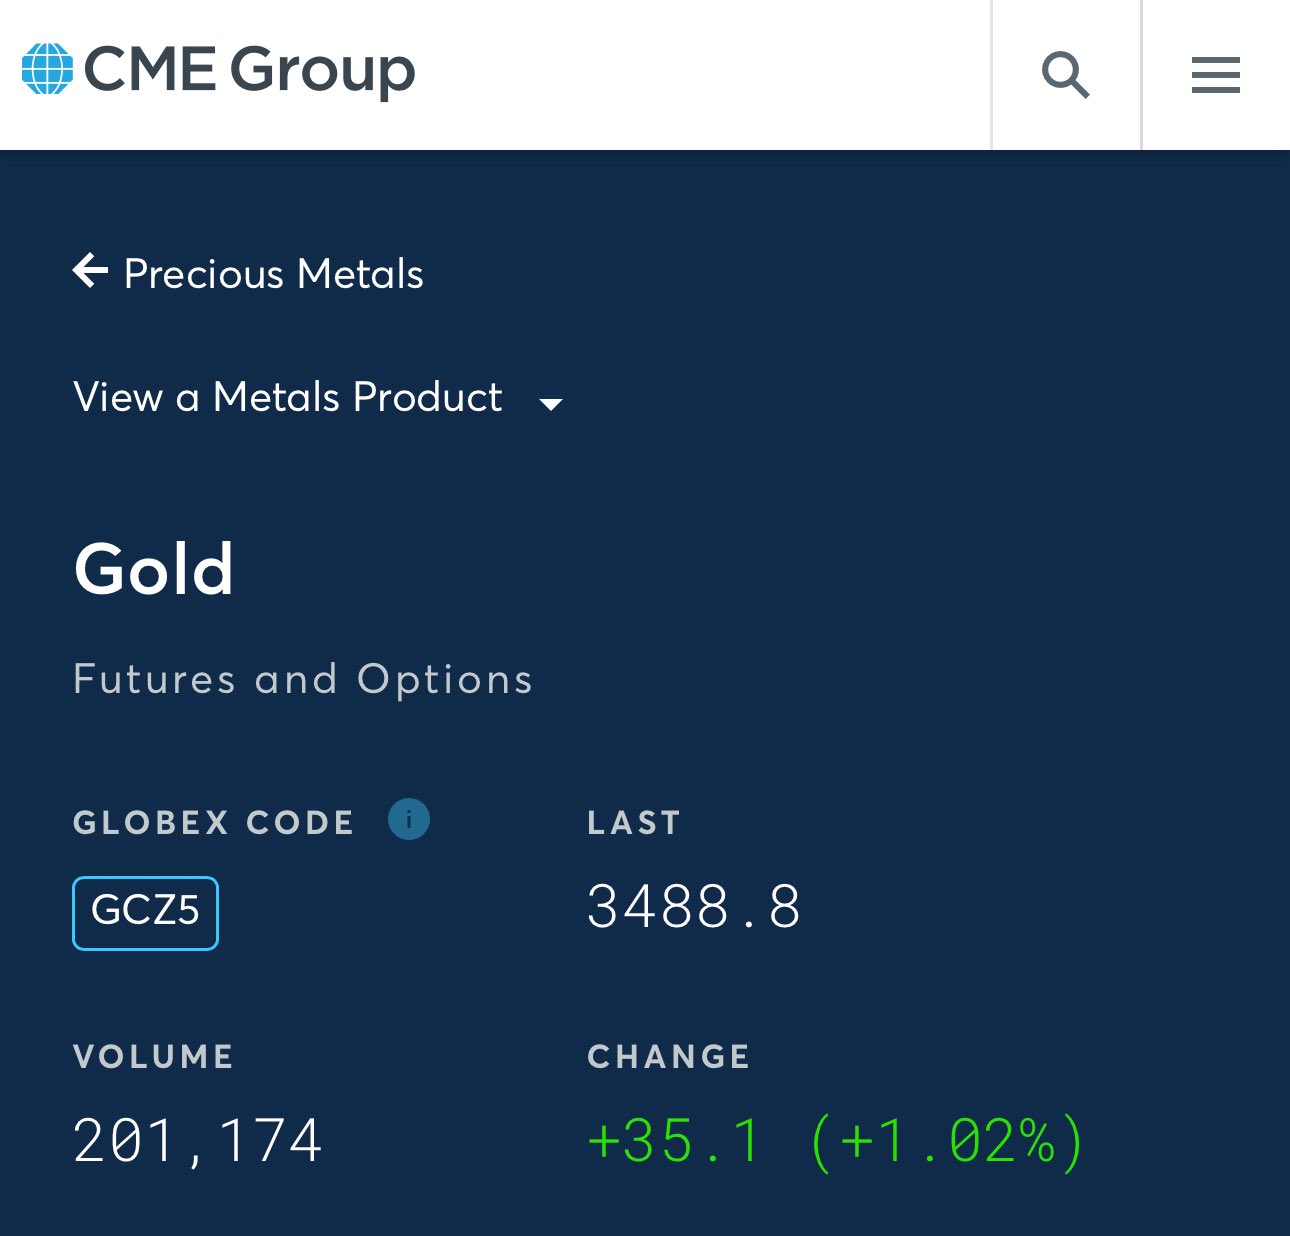 CME Group
Precious Metals
View a Metals Product
Gold
Futures and Options
GLOBEX CODE i
LAST
GCZ5
3488.8
VOLUME
CHANGE
201,174
+35.1 (+1.02%)